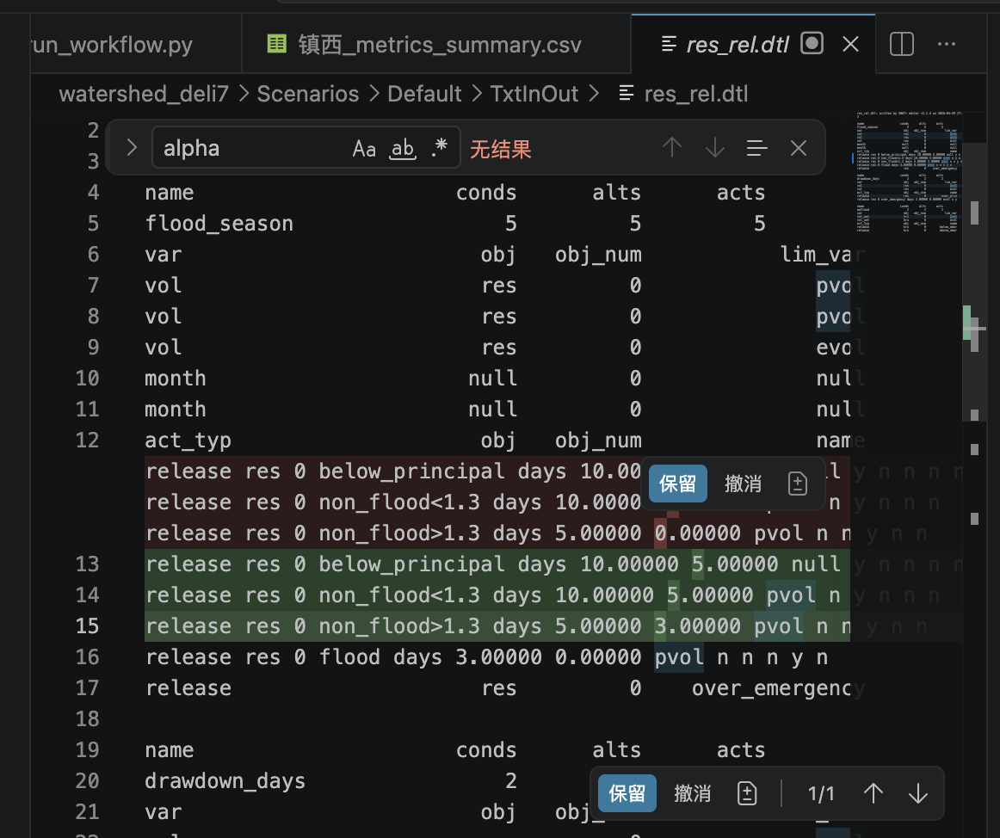 run_workflow.py 镇西_metrics_summary.csv res_rel.dtl
watershed_deli7 > Scenarios > Default > TxtInOut > res_rel.dtl
alpha Aa ab .* 无结果
2
3
4 name conds alts acts
5 flood_season 5 5 5
6 var obj obj_num lim_var
7 vol res 0 pvol
8 vol res 0 pvol
9 vol res 0 evol
10 month null 0 null
11 month null 0 null
12 act_typ obj obj_num name
release res 0 below_principal days 10.00 ll y n n n n
保留 撤消
release res 0 non_flood<1.3 days 10.0000 n y n n n
release res 0 non_flood>1.3 days 5.00000 0.00000 pvol n n y n n
13 release res 0 below_principal days 10.00000 5.00000 null y n n n n
14 release res 0 non_flood<1.3 days 10.00000 5.00000 pvol n y n n n
15 release res 0 non_flood>1.3 days 5.00000 3.00000 pvol n n y n n
16 release res 0 flood days 3.00000 0.00000 pvol n n n y n
17 release res 0 over_emergency
18
19 name conds alts acts
20 drawdown_days 2
保留 撤消 1/1
21 var obj obj_